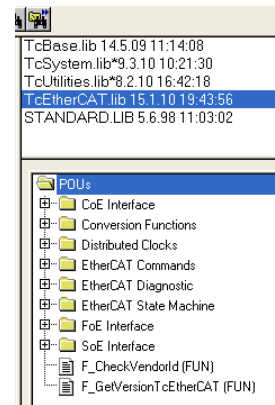 TcBase.lib 14.5.09 11:14:08
TcSystem.lib*9.3.10 10:21:30
TcUtilities.lib*8.2.10 16:42:18
TcEtherCAT.lib 15.1.10 19:43:56
STANDARD.LIB 5.6.98 11:03:02
POUs
CoE Interface
Conversion Functions
Distributed Clocks
EtherCAT Commands
EtherCAT Diagnostic
EtherCAT State Machine
FoE Interface
SoE Interface
F_CheckVendorId (FUN)
F_GetVersionTcEtherCAT (FUN)